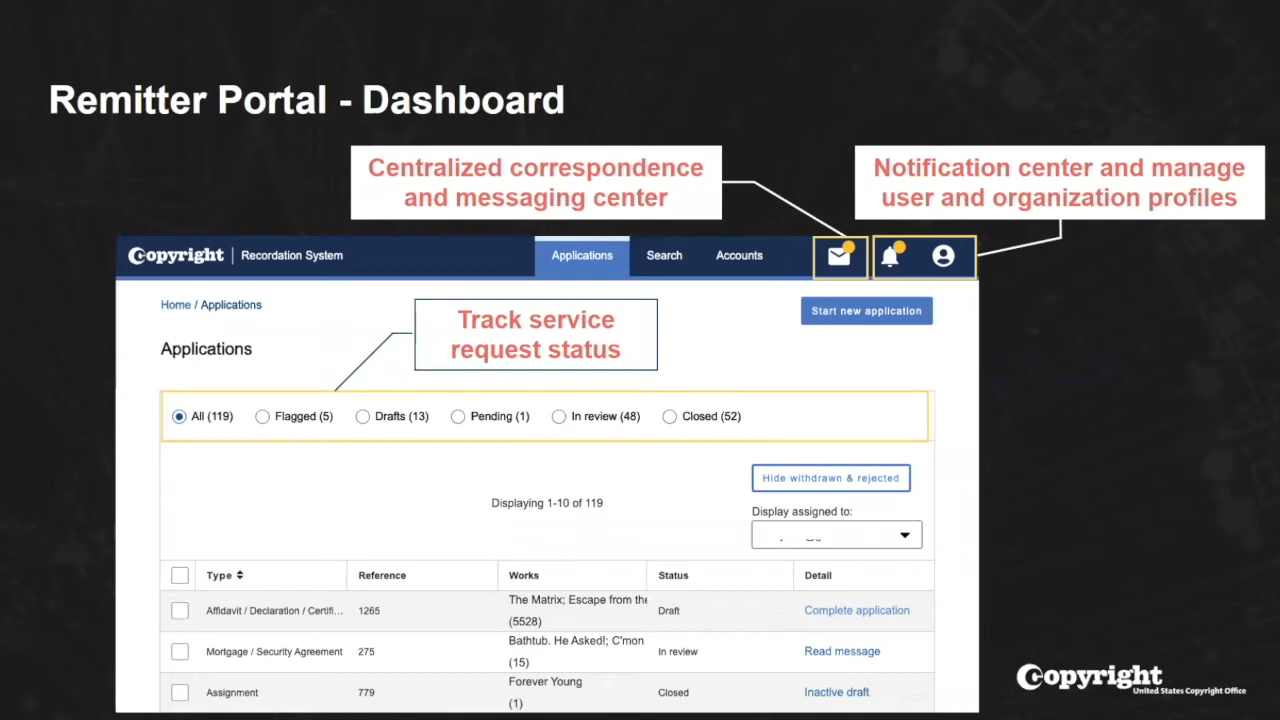 Remitter Portal - Dashboard
Centralized correspondence
and messaging center
Notification center and manage
user and organization profiles
Copyright | Recordation System
Applications
Search
Accounts
Home / Applications
Start new application
Track service
request status
Applications
All (119)
Flagged (5)
Drafts (13)
Pending (1)
In review (48)
Closed (52)
Hide withdrawn & rejected
Displaying 1-10 of 119
Display assigned to:
Type
Reference
Works
Status
Detail
Affidavit / Declaration / Certifi...
1265
The Matrix; Escape from the
(5528)
Draft
Complete application
Mortgage / Security Agreement
275
Bathtub. He Asked!; C'mon
(15)
In review
Read message
Assignment
779
Forever Young
(1)
Closed
Inactive draft
Copyright
United States Copyright Office